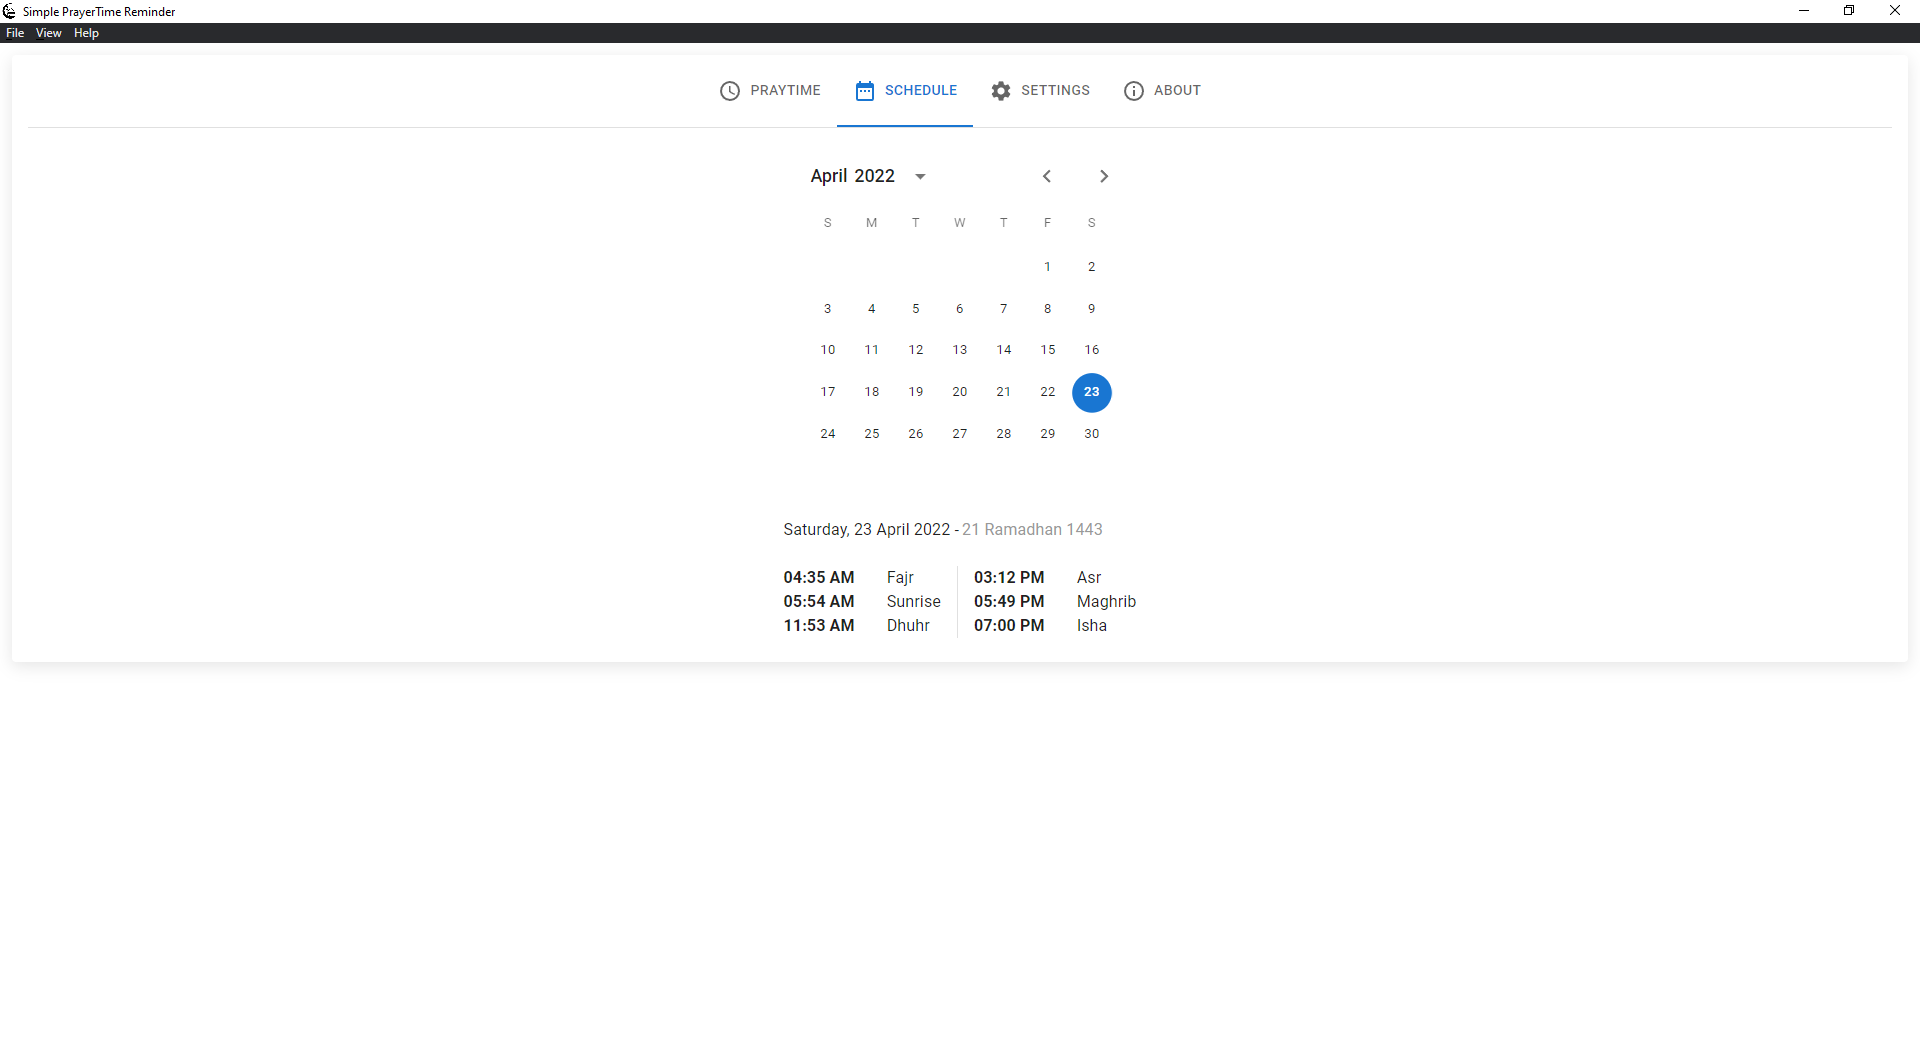 Simple PrayerTime Reminder
File View Help
PRAYTIME SCHEDULE SETTINGS ABOUT
April 2022
S M T W T F S
1 2
3 4 5 6 7 8 9
10 11 12 13 14 15 16
17 18 19 20 21 22 23
24 25 26 27 28 29 30
Saturday, 23 April 2022 - 21 Ramadhan 1443
04:35 AM Fajr 03:12 PM Asr
05:54 AM Sunrise 05:49 PM Maghrib
11:53 AM Dhuhr 07:00 PM Isha